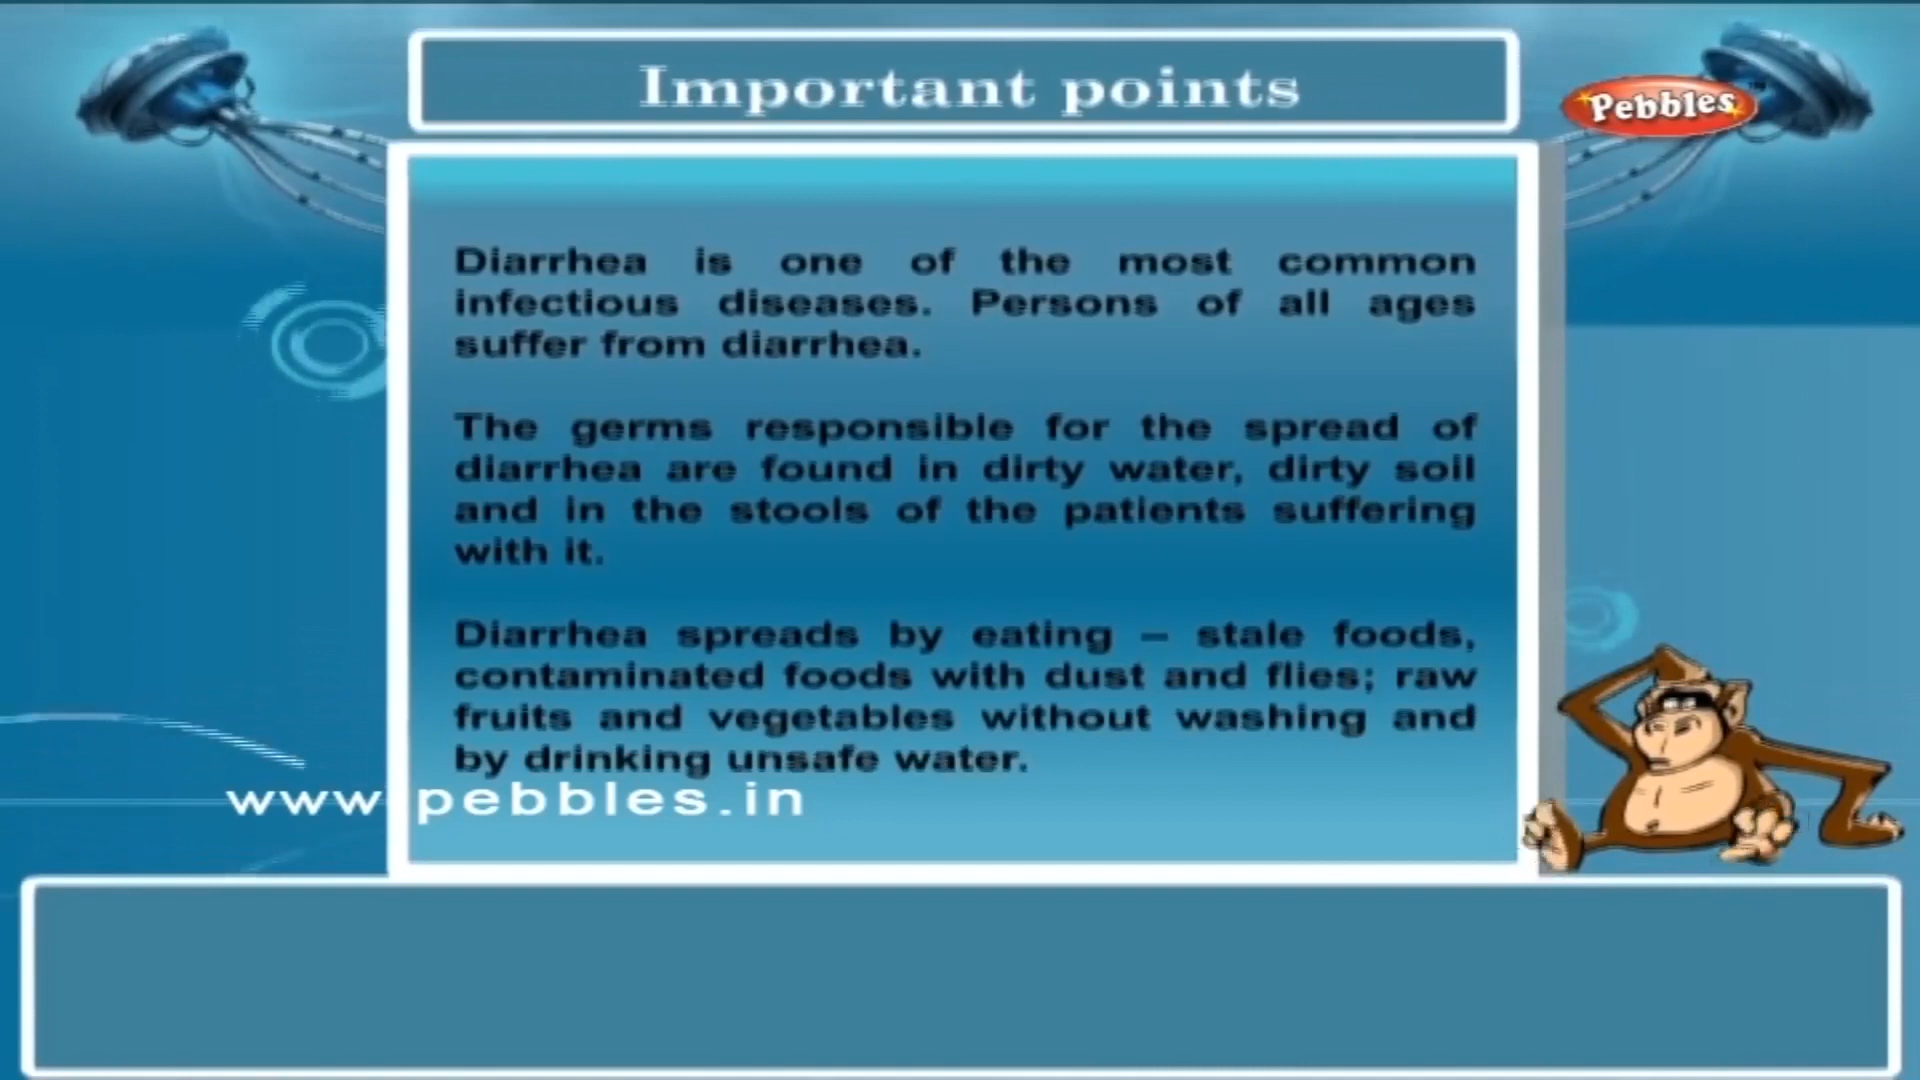 Important points
Pebbles
Diarrhea is one of the most common
infectious diseases. Persons of all ages
suffer from diarrhea.
The germs responsible for the spread of
diarrhea are found in dirty water, dirty soil
and in the stools of the patients suffering
with it.
Diarrhea spreads by eating – stale foods,
contaminated foods with dust and flies; raw
fruits and vegetables without washing and
by drinking unsafe water.
www.pebbles.in